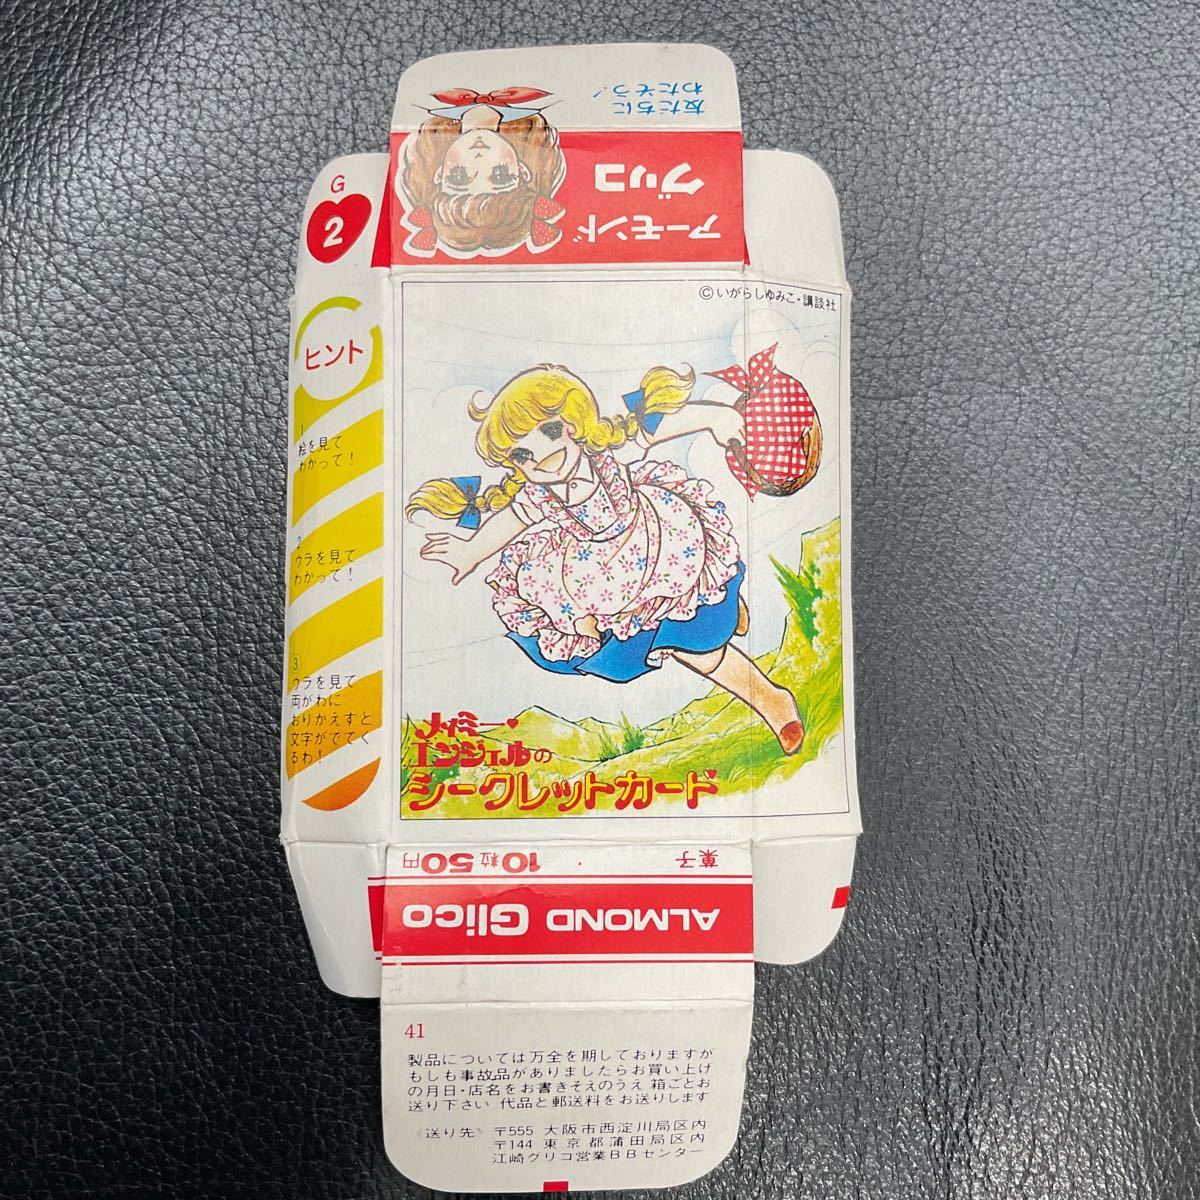 友だちに
わたそう！
アーモンド
グリコ
G
2
ヒント
1
絵を見て
わかって！
2
ウラを見て
わかって！
③
ウラを見て
両がわに
おりかえすと
文字がでてく
るわ！
©いがらしゆみこ・講談社
メイミー・
エンジェルの
シークレットカード
菓子 10粒50円
ALMOND Glico
41
製品については万全を期しておりますが
もしも事故品がありましたらお買い上げ
の月日・店名をお書きそえのうえ 箱ごとお
送り下さい 代品と郵送料をお送りします
《送り先》 〒555 大阪市西淀川局区内
〒144 東京都蒲田局区内
江崎グリコ営業BBセンター